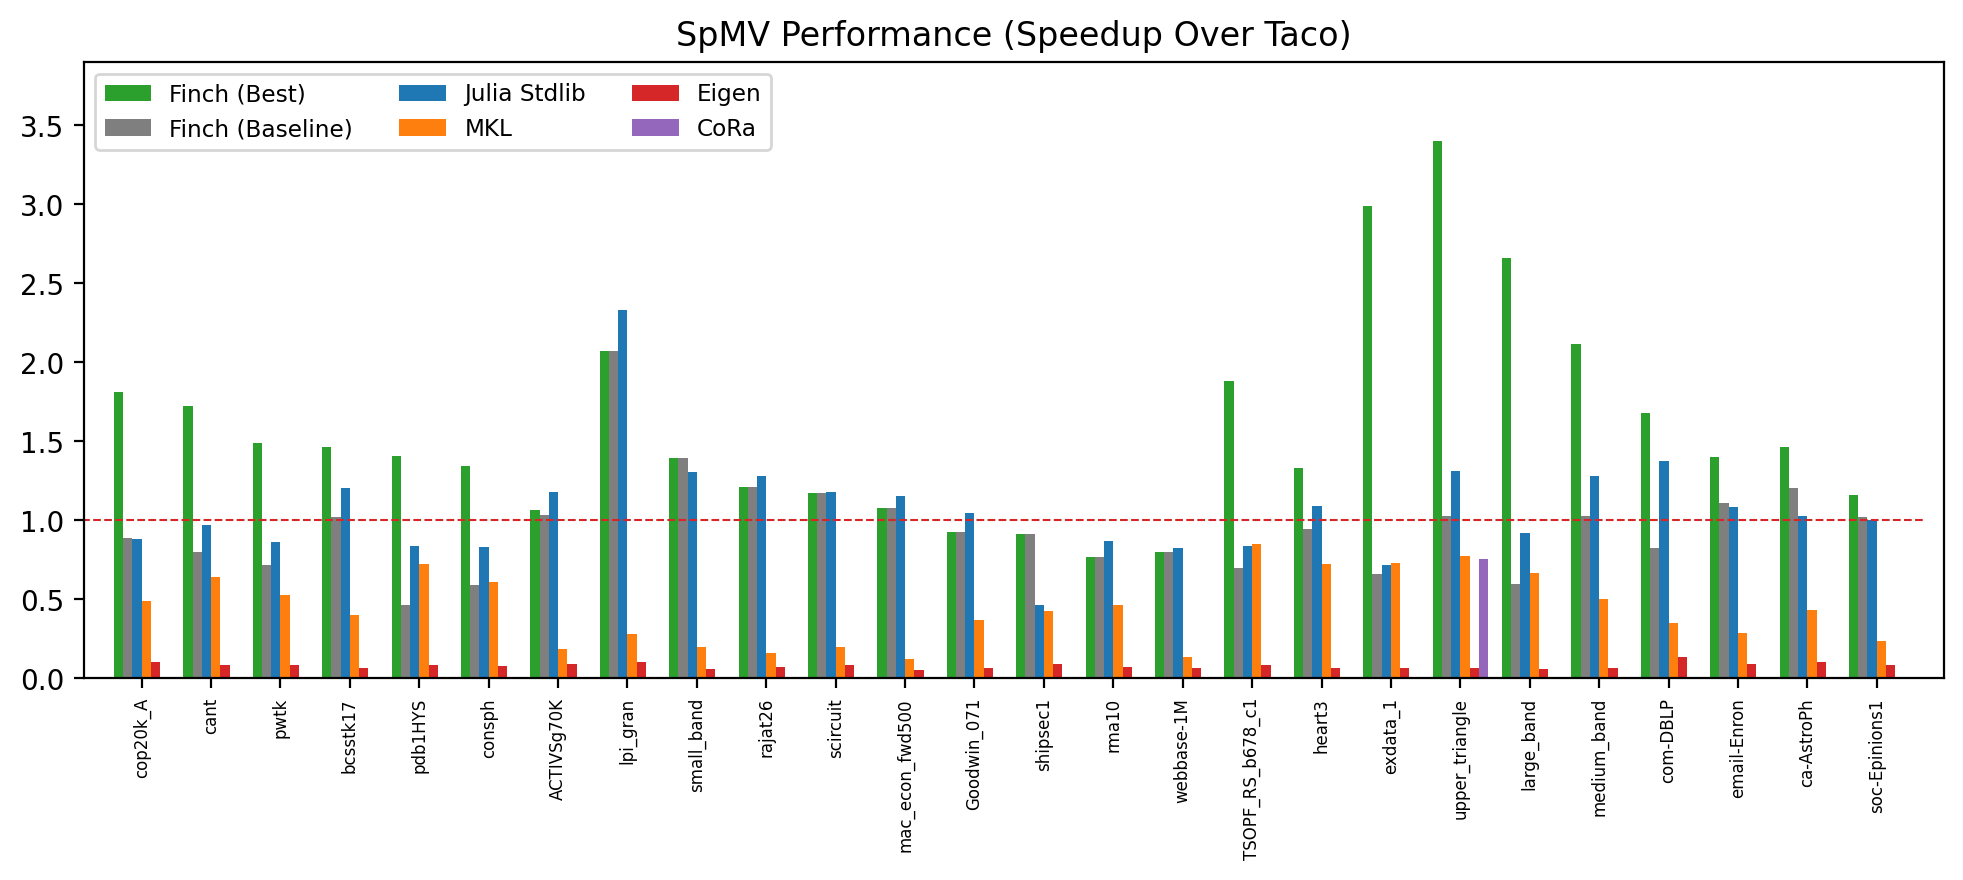 SpMV Performance (Speedup Over Taco)
Finch (Best)
Finch (Baseline)
Julia Stdlib
MKL
Eigen
CoRa
3.5
3.0
2.5
2.0
1.5
1.0
0.5
0.0
cop20k_A
cant
pwtk
bcsstk17
pdb1HYS
consph
ACTIVSg70K
lpi_gran
small_band
rajat26
scircuit
mac_econ_fwd500
Goodwin_071
shipsec1
rma10
webbase-1M
TSOPF_RS_b678_c1
heart3
exdata_1
upper_triangle
large_band
medium_band
com-DBLP
email-Enron
ca-AstroPh
soc-Epinions1